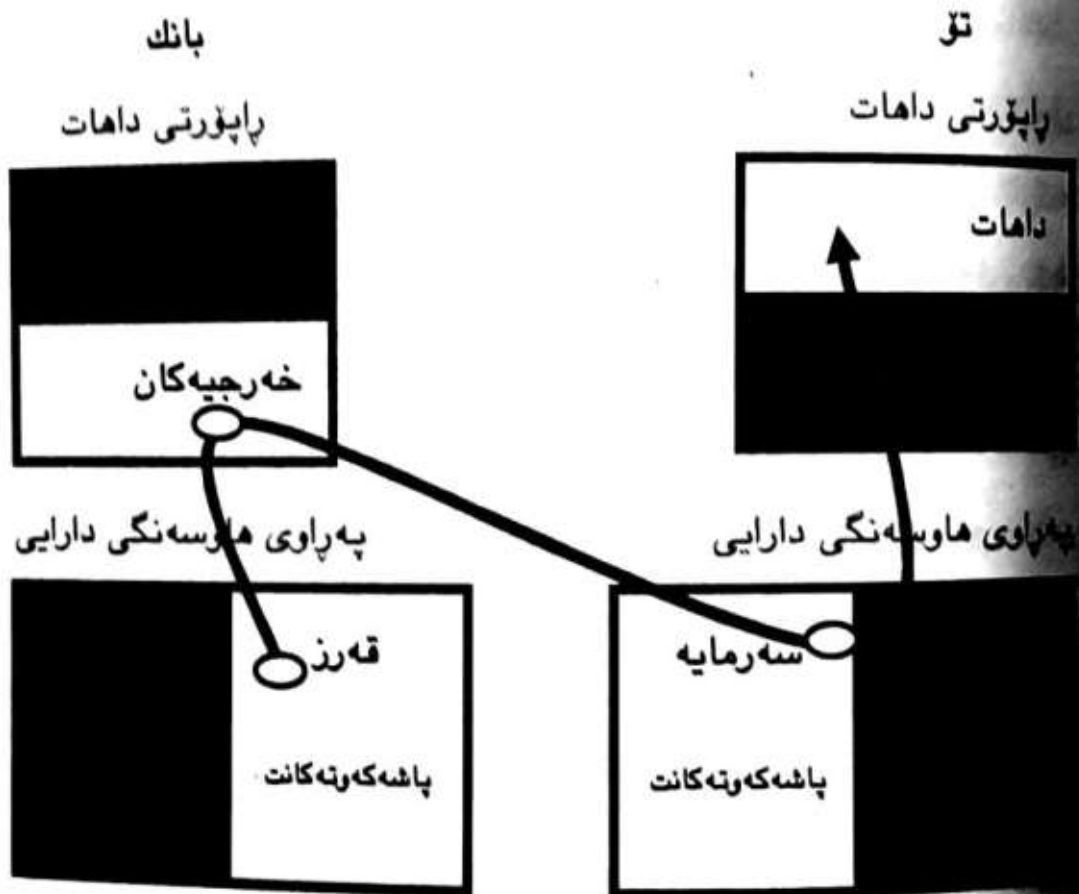 تۆ
ڕاپۆرتی داهات
داهات
پەڕاوی هاوسەنگی دارایی
سەرمایە
پاشەکەوتەکانت
بانك
ڕاپۆرتی داهات
خەرجیەکان
پەڕاوی هاوسەنگی دارایی
قەرز
پاشەکەوتەکانت